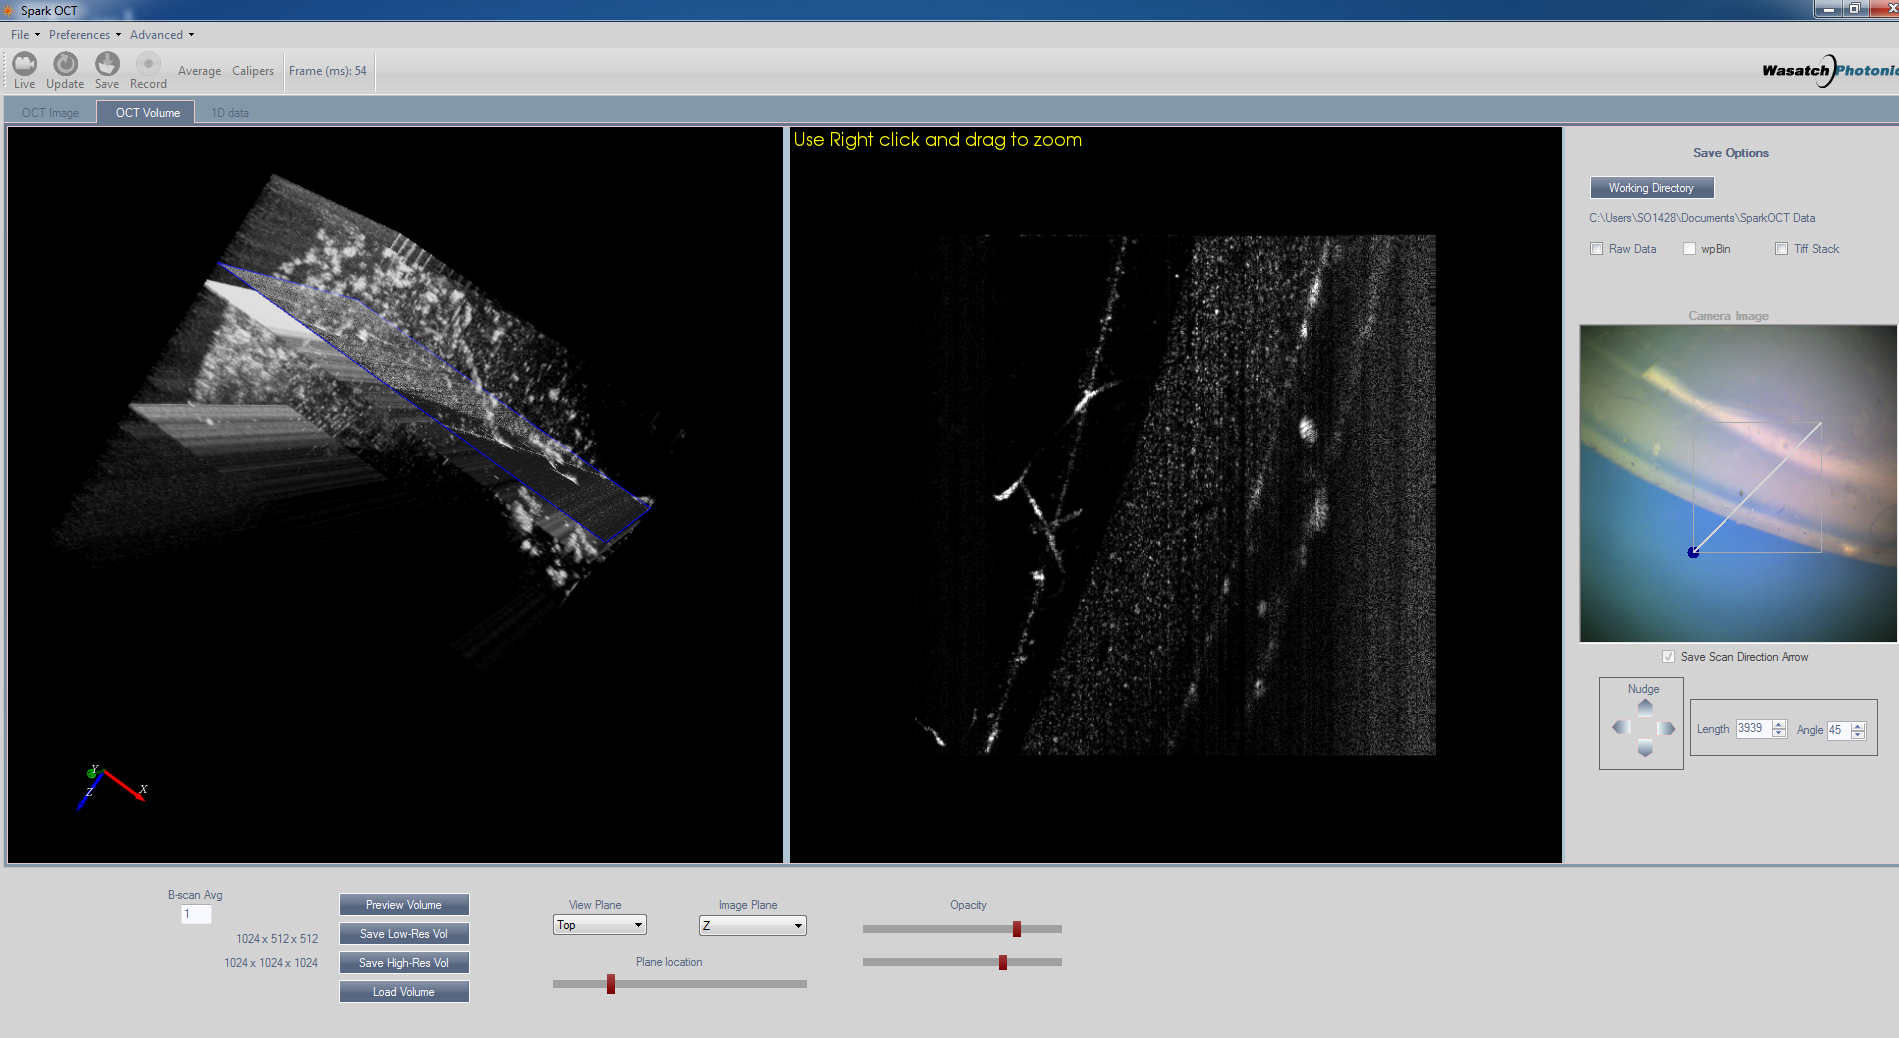 Spark OCT
File Preferences Advanced
Live Update Save Record Average Calipers Frame (ms): 54
Wasatch Photonic
OCT Image OCT Volume 1D data
Use Right click and drag to zoom
Save Options
Working Directory
C:\Users\SO1428\Documents\SparkOCT Data
Raw Data wpBin Tiff Stack
Camera Image
Save Scan Direction Arrow
Nudge
Length 3939 Angle 45
Y
Z
X
B-scan Avg
1
1024 x 512 x 512
1024 x 1024 x 1024
Preview Volume
Save Low-Res Vol
Save High-Res Vol
Load Volume
View Plane
Top
Image Plane
Z
Plane location
Opacity